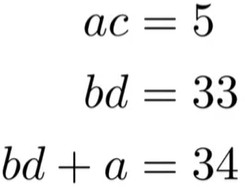 ac = 5
bd = 33
bd + a = 34